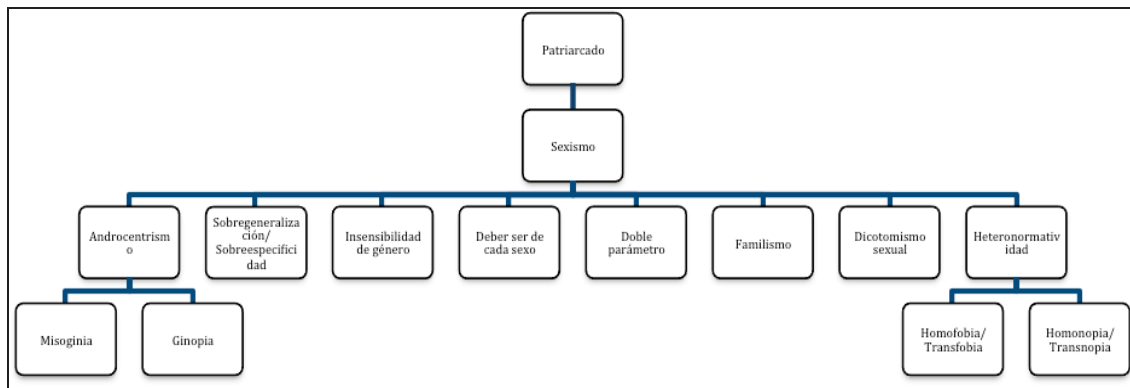 Patriarcado
Sexismo
Androcentrism
o
Sobregeneraliza
ción/
Sobreespecifici
dad
Insensibilidad
de género
Deber ser de
cada sexo
Doble
parámetro
Familismo
Dicotomismo
sexual
Heteronormativ
idad
Misoginia
Ginopia
Homofobia/
Transfobia
Homonopia/
Transnopia